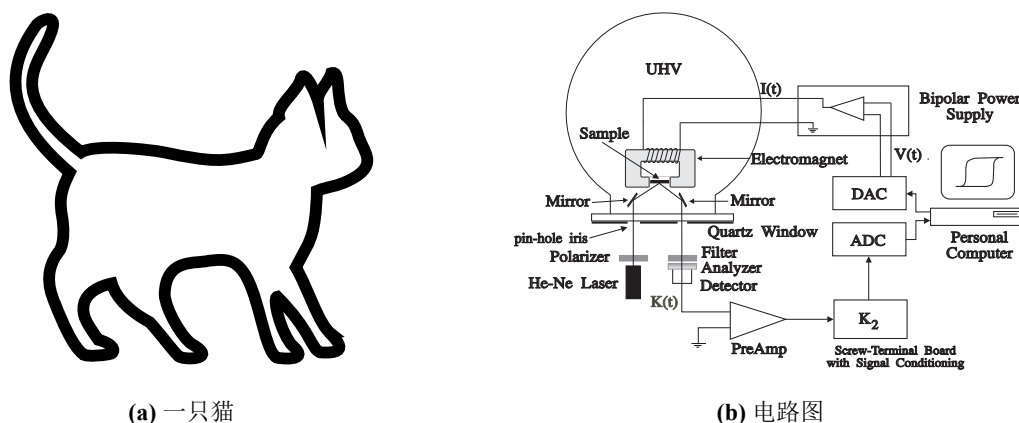 UHV
I(t)
Bipolar Power
Supply
Sample
V(t)
Electromagnet
Mirror
Mirror
DAC
Quartz Window
pin-hole iris
ADC
Personal
Computer
Polarizer
Filter
Analyzer
He-Ne Laser
Detector
K(t)
K2
PreAmp
Screw-Terminal Board
with Signal Conditioning
(a) 一只猫
(b) 电路图